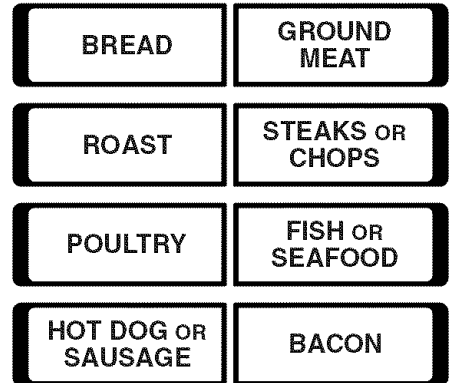 BREAD
GROUND
MEAT
ROAST
STEAKS OR
CHOPS
POULTRY
FISH OR
SEAFOOD
HOT DOG OR
SAUSAGE
BACON